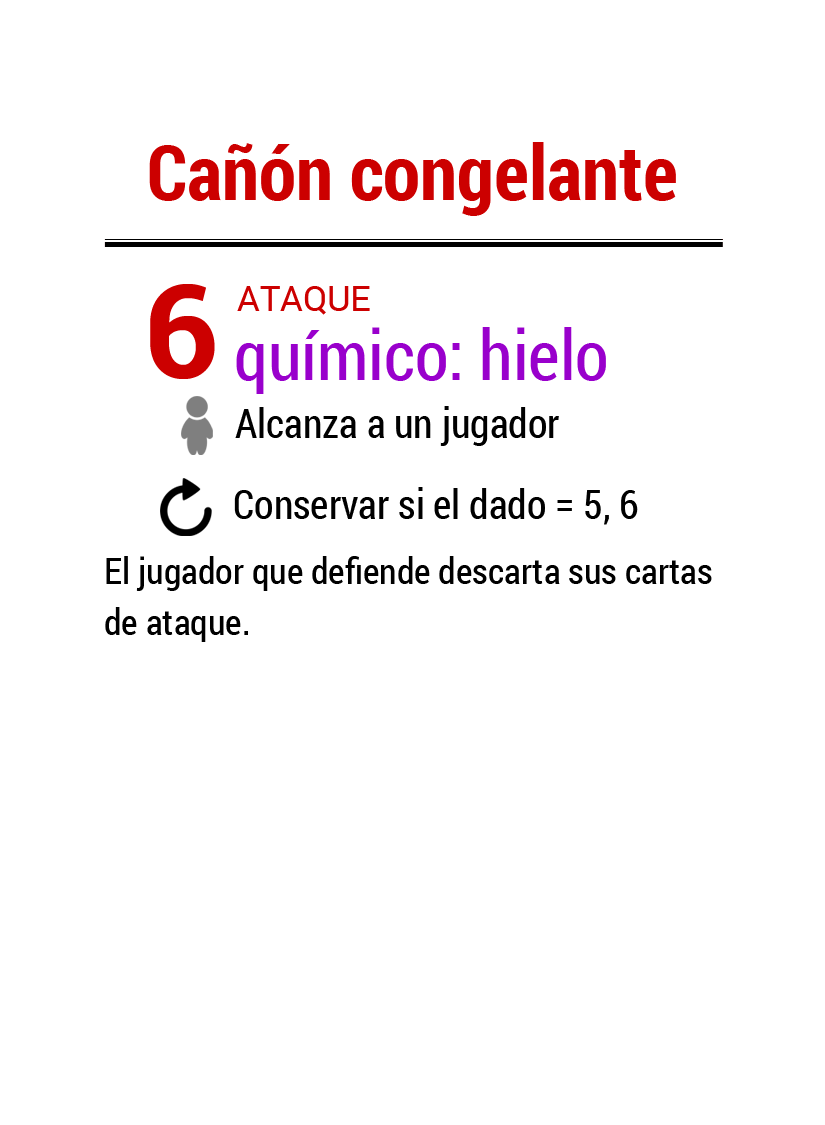 Cañón congelante
6 ATAQUE
químico: hielo
Alcanza a un jugador
Conservar si el dado = 5, 6
El jugador que defiende descarta sus cartas
de ataque.